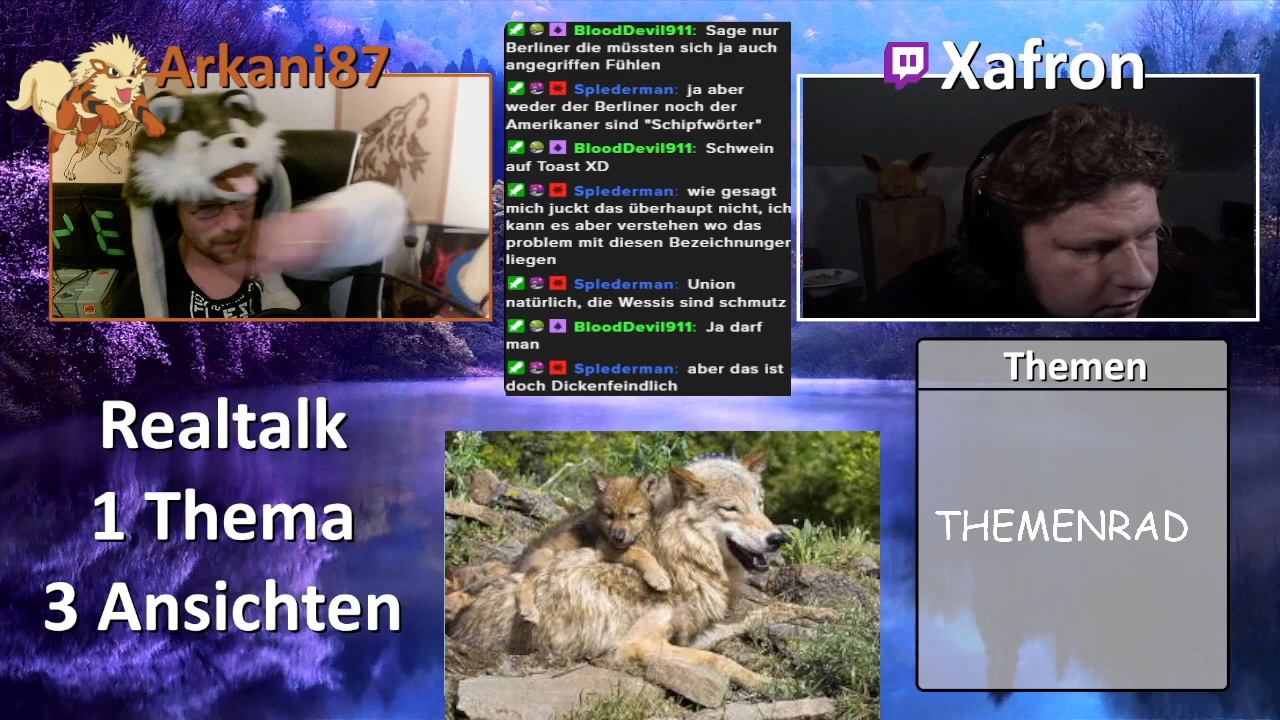 Arkani87
BloodDevil911: Sage nur
Berliner die müssten sich ja auch
angegriffen Fühlen
Splederman: ja aber
weder der Berliner noch der
Amerikaner sind "Schipfwörter"
BloodDevil911: Schwein
auf Toast XD
Splederman: wie gesagt
mich juckt das überhaupt nicht, ich
kann es aber verstehen wo das
problem mit diesen Bezeichnunger
liegen
Splederman: Union
natürlich, die Wessis sind schmutz
BloodDevil911: Ja darf
man
Splederman: aber das ist
doch Dickenfeindlich
Xafron
Realtalk
1 Thema
3 Ansichten
Themen
THEMENRAD